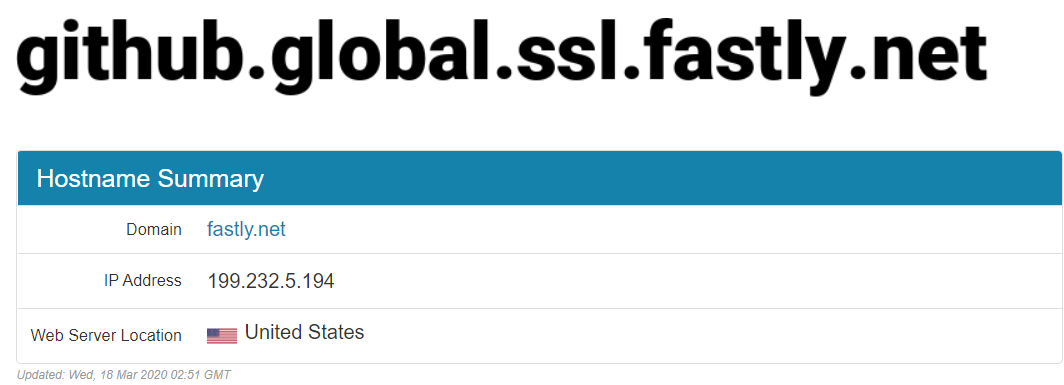 github.global.ssl.fastly.net
Hostname Summary
Domain fastly.net
IP Address 199.232.5.194
Web Server Location United States
Updated: Wed, 18 Mar 2020 02:51 GMT